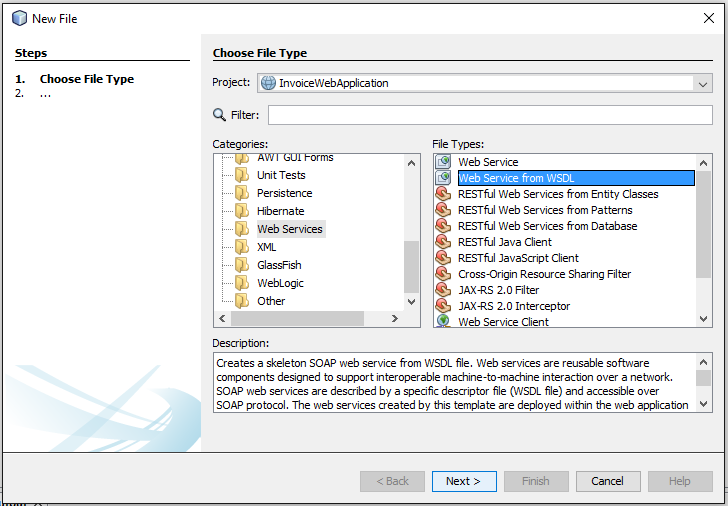 New File
Steps
1. Choose File Type
2. ...
Choose File Type
Project: InvoiceWebApplication
Filter:
Categories:
AWT GUI Forms
Unit Tests
Persistence
Hibernate
Web Services
XML
GlassFish
WebLogic
Other
File Types:
Web Service
Web Service from WSDL
RESTful Web Services from Entity Classes
RESTful Web Services from Patterns
RESTful Web Services from Database
RESTful Java Client
RESTful JavaScript Client
Cross-Origin Resource Sharing Filter
JAX-RS 2.0 Filter
JAX-RS 2.0 Interceptor
Web Service Client
Description:
Creates a skeleton SOAP web service from WSDL file. Web services are reusable software
components designed to support interoperable machine-to-machine interaction over a network.
SOAP web services are described by a specific descriptor file (WSDL file) and accessible over
SOAP protocol. The web services created by this template are deployed within the web application
< Back Next > Finish Cancel Help